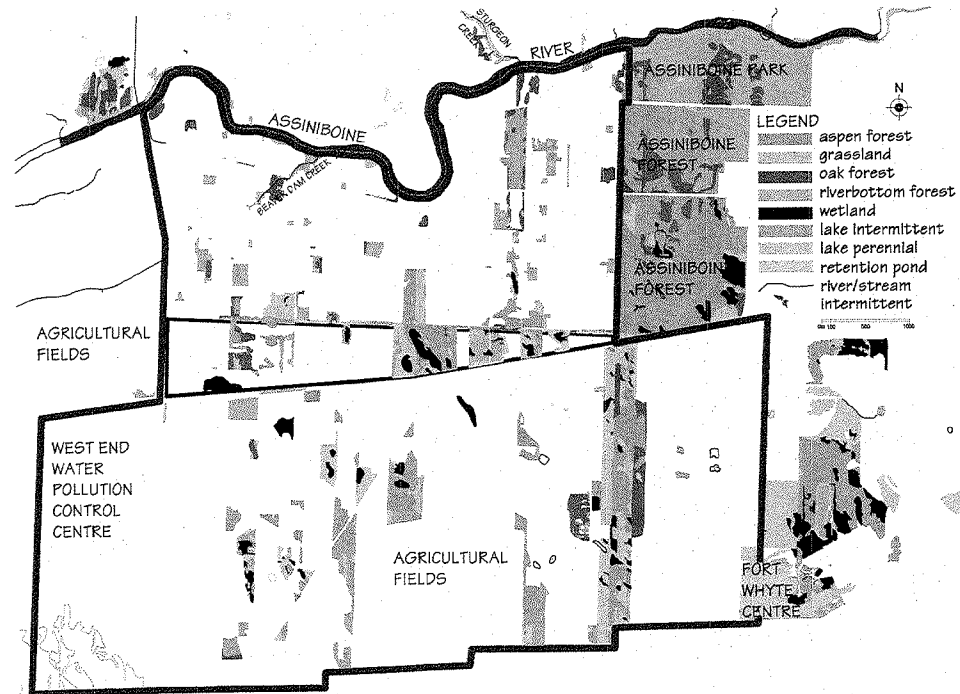 STURGEON
CREEK
RIVER
ASSINIBOINE PARK
N
ASSINIBOINE
ASSINIBOINE
FOREST
BEAVER DAM CREEK
ASSINIBOINE
FOREST
LEGEND
aspen forest
grassland
oak forest
riverbottom forest
wetland
lake intermittent
lake perennial
retention pond
river/stream
intermittent
500
1000
AGRICULTURAL
FIELDS
WEST END
WATER
POLLUTION
CONTROL
CENTRE
AGRICULTURAL
FIELDS
FORT
WHYTE
CENTRE